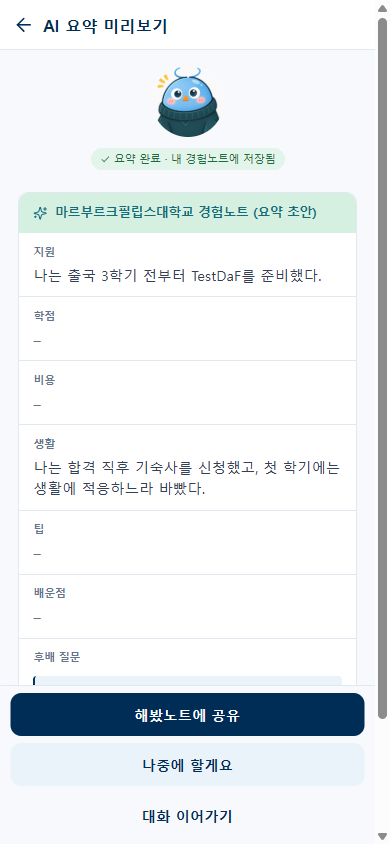 AI 요약 미리보기
요약 완료 · 내 경험노트에 저장됨
마르부르크필립스대학교 경험노트 (요약 초안)
지원
나는 출국 3학기 전부터 TestDaF를 준비했다.
학점
–
비용
–
생활
나는 합격 직후 기숙사를 신청했고, 첫 학기에는
생활에 적응하느라 바빴다.
팁
–
배운점
–
후배 질문
해봤노트에 공유
나중에 할게요
대화 이어가기